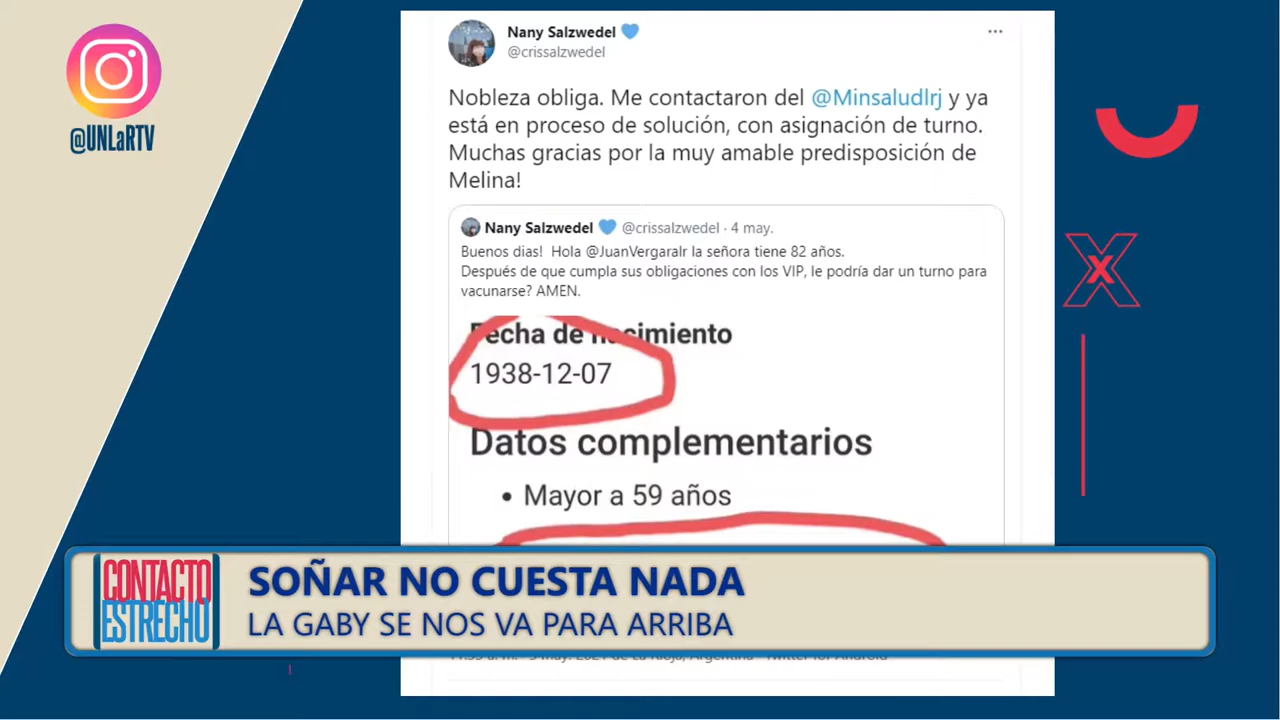 @UNLaRTV
Nany Salzwedel
@crissalzwedel
Nobleza obliga. Me contactaron del @Minsaludlrj y ya
está en proceso de solución, con asignación de turno.
Muchas gracias por la muy amable predisposición de
Melina!
Nany Salzwedel @crissalzwedel · 4 may.
Buenos dias! Hola @JuanVergaralr la señora tiene 82 años.
Después de que cumpla sus obligaciones con los VIP, le podría dar un turno para
vacunarse? AMEN.
Fecha de nacimiento
1938-12-07
Datos complementarios
• Mayor a 59 años
CONTACTO
ESTRECHO
SOÑAR NO CUESTA NADA
LA GABY SE NOS VA PARA ARRIBA